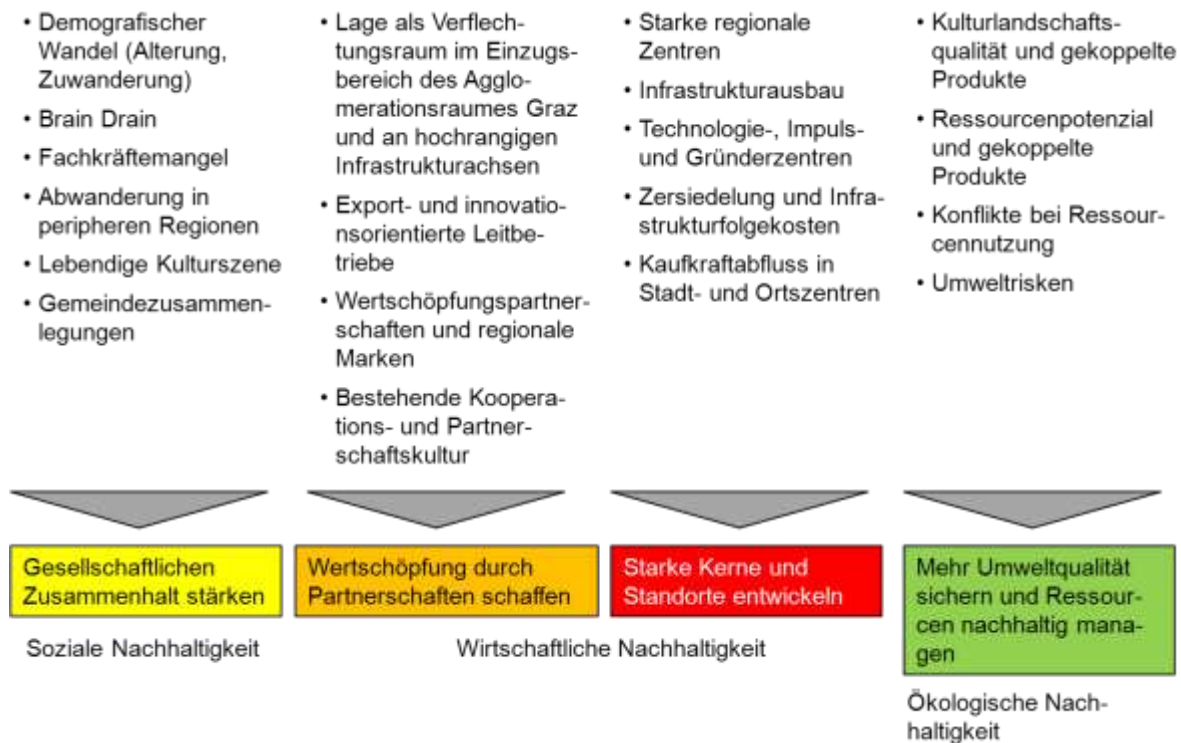 • Demografischer
Wandel (Alterung,
Zuwanderung)
• Brain Drain
• Fachkräftemangel
• Abwanderung in
peripheren Regionen
• Lebendige Kulturszene
• Gemeindezusammen-
legungen
• Lage als Verflech-
tungsraum im Einzugs-
bereich des Agglo-
merationsraumes Graz
und an hochrangigen
Infrastrukturachsen
• Export- und innovatio-
nsorientierte Leitbe-
triebe
• Wertschöpfungspartner-
schaften und regionale
Marken
• Bestehende Koopera-
tions- und Partner-
schaftskultur
• Starke regionale
Zentren
• Infrastrukturausbau
• Technologie-, Impuls-
und Gründerzentren
• Zersiedelung und Infra-
strukturfolgekosten
• Kaufkraftabfluss in
Stadt- und Ortszentren
• Kulturlandschafts-
qualität und gekoppelte
Produkte
• Ressourcenpotenzial
und gekoppelte
Produkte
• Konflikte bei Ressour-
cennutzung
• Umweltrisken
Gesellschaftlichen
Zusammenhalt stärken
Wertschöpfung durch
Partnerschaften schaffen
Starke Kerne und
Standorte entwickeln
Mehr Umweltqualität
sichern und Ressour-
cen nachhaltig mana-
gen
Soziale Nachhaltigkeit
Wirtschaftliche Nachhaltigkeit
Ökologische Nach-
haltigkeit